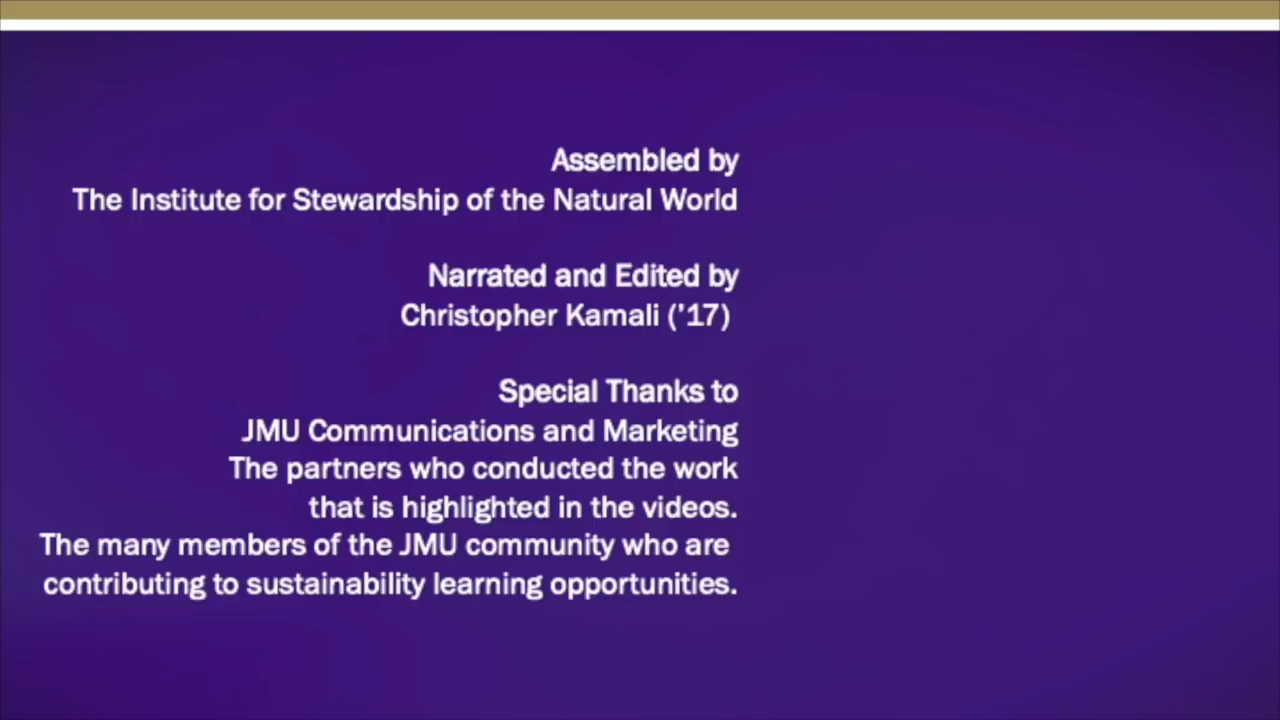 Assembled by
The Institute for Stewardship of the Natural World
Narrated and Edited by
Christopher Kamali (’17)
Special Thanks to
JMU Communications and Marketing
The partners who conducted the work
that is highlighted in the videos.
The many members of the JMU community who are
contributing to sustainability learning opportunities.